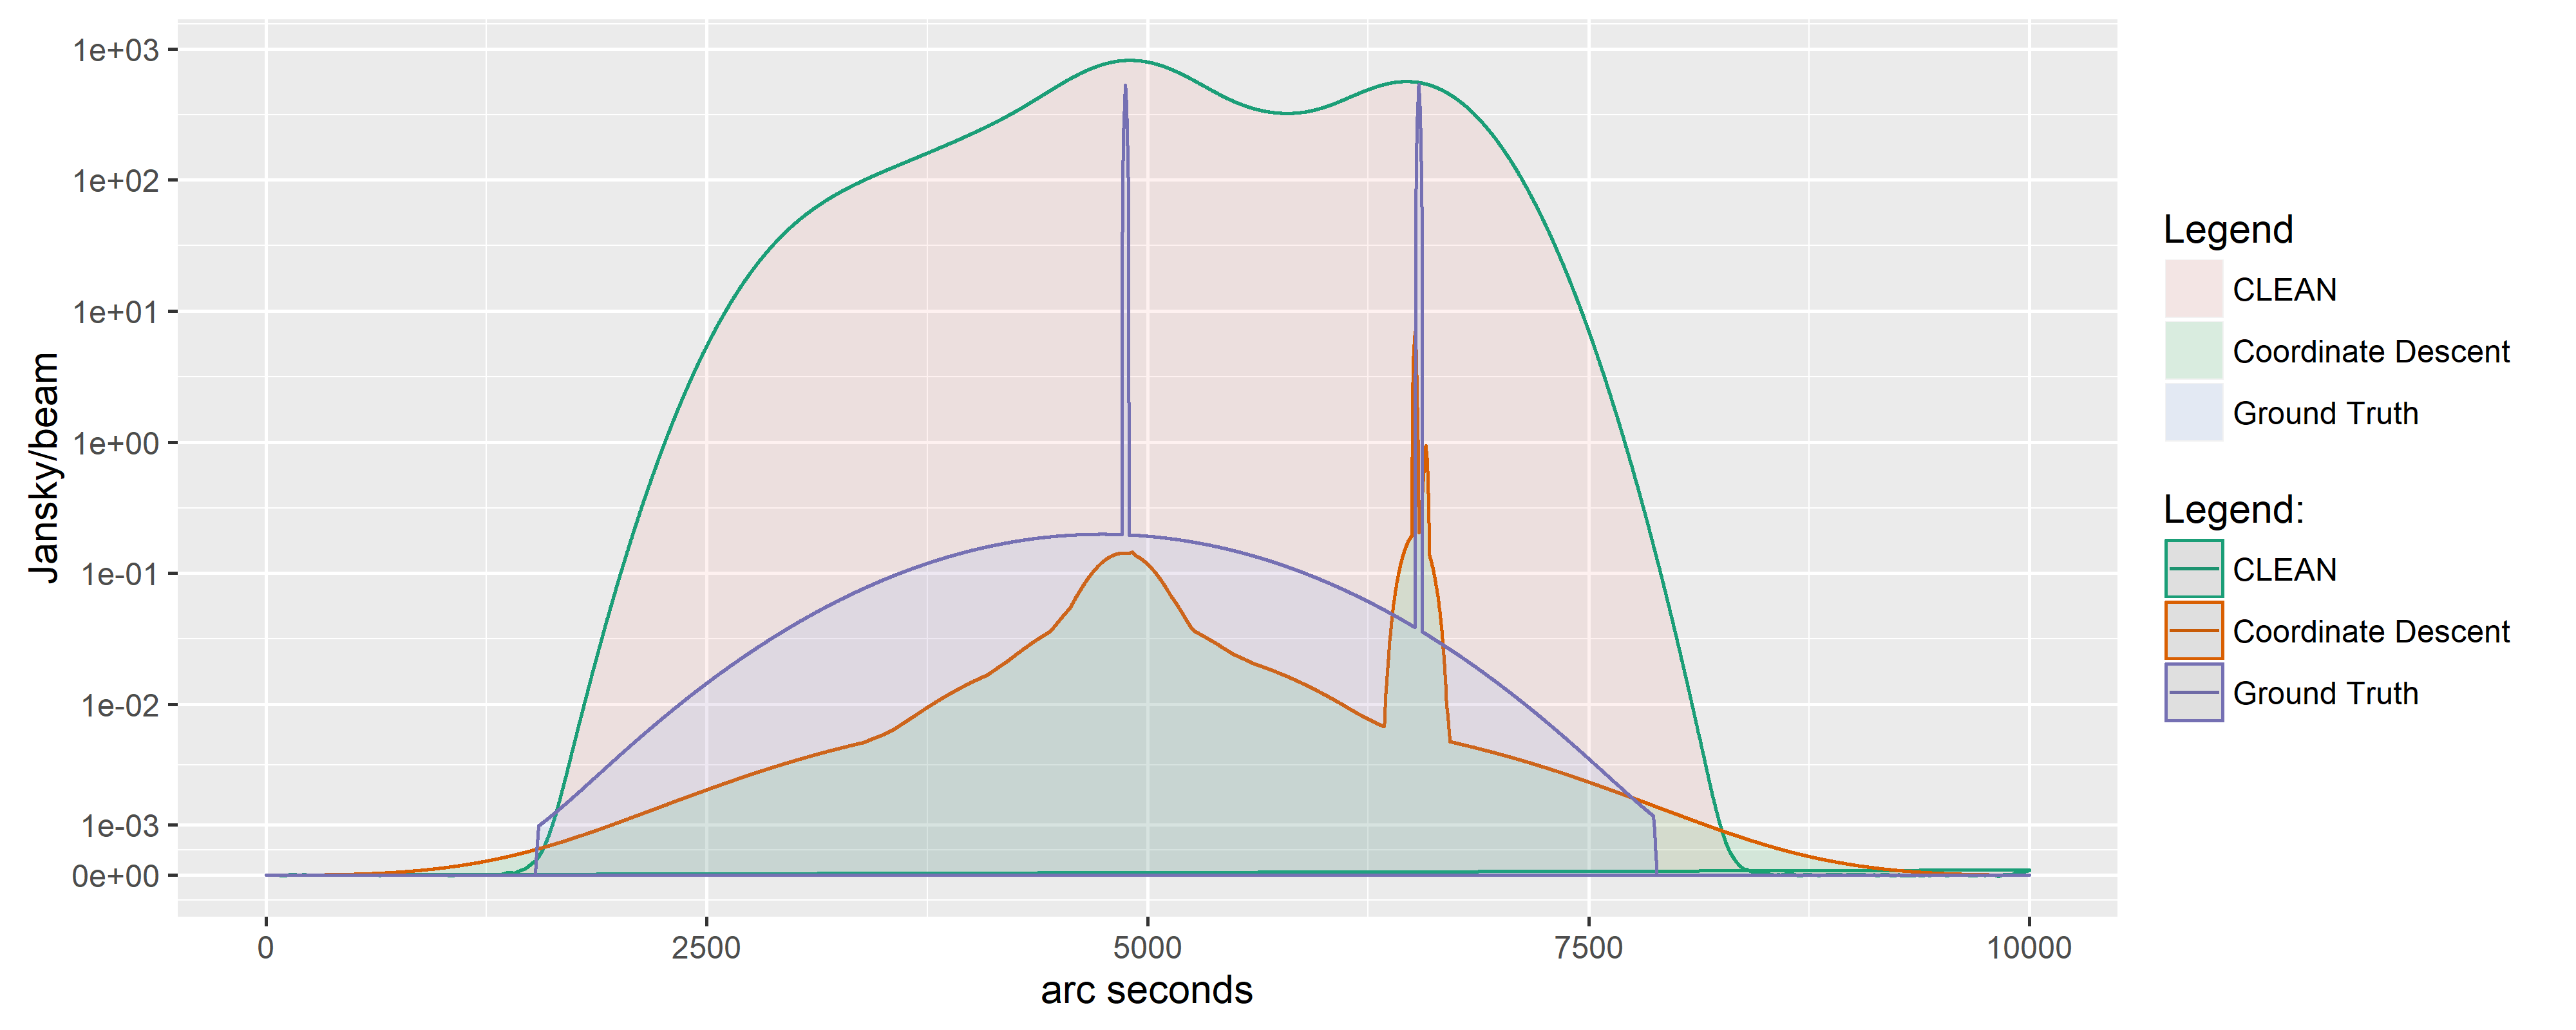 1e+03
1e+02
1e+01
1e+00
1e-01
1e-02
1e-03
0e+00
Jansky/beam
0
2500
5000
7500
10000
arc seconds
Legend
CLEAN
Coordinate Descent
Ground Truth
Legend:
CLEAN
Coordinate Descent
Ground Truth